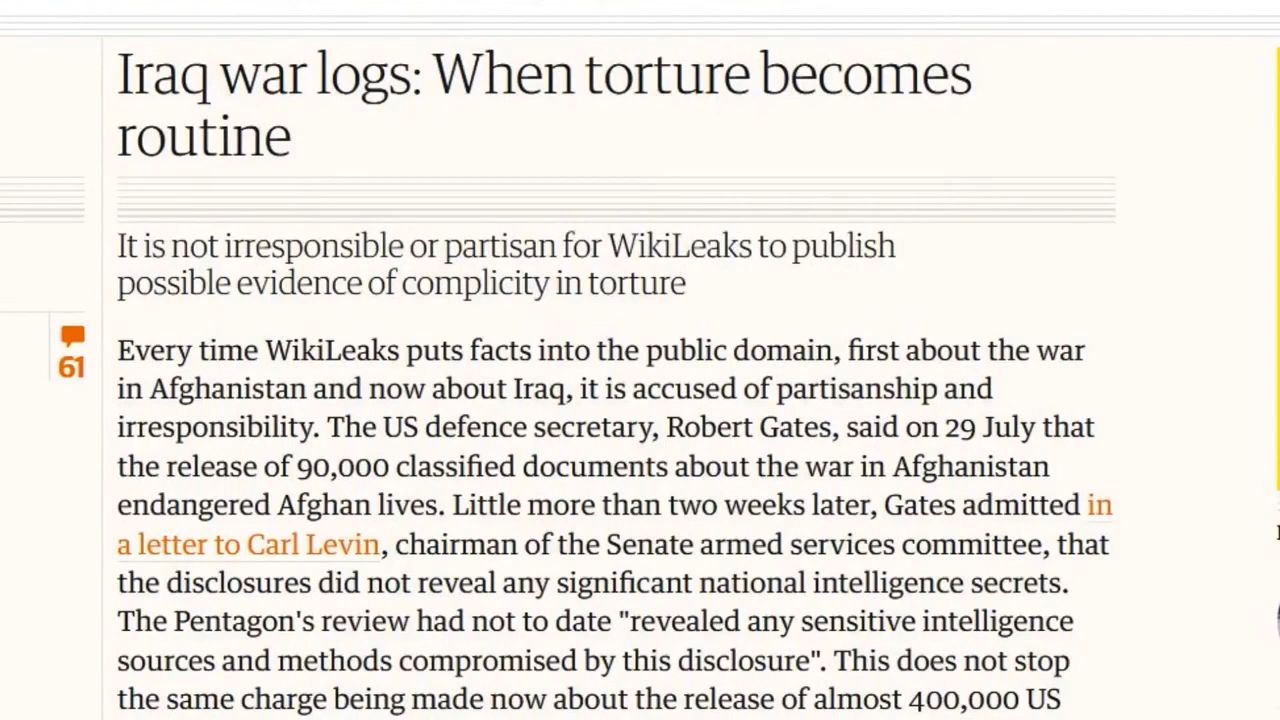 Iraq war logs: When torture becomes
routine
It is not irresponsible or partisan for WikiLeaks to publish
possible evidence of complicity in torture
61
Every time WikiLeaks puts facts into the public domain, first about the war
in Afghanistan and now about Iraq, it is accused of partisanship and
irresponsibility. The US defence secretary, Robert Gates, said on 29 July that
the release of 90,000 classified documents about the war in Afghanistan
endangered Afghan lives. Little more than two weeks later, Gates admitted in
a letter to Carl Levin, chairman of the Senate armed services committee, that
the disclosures did not reveal any significant national intelligence secrets.
The Pentagon's review had not to date "revealed any sensitive intelligence
sources and methods compromised by this disclosure". This does not stop
the same charge being made now about the release of almost 400,000 US